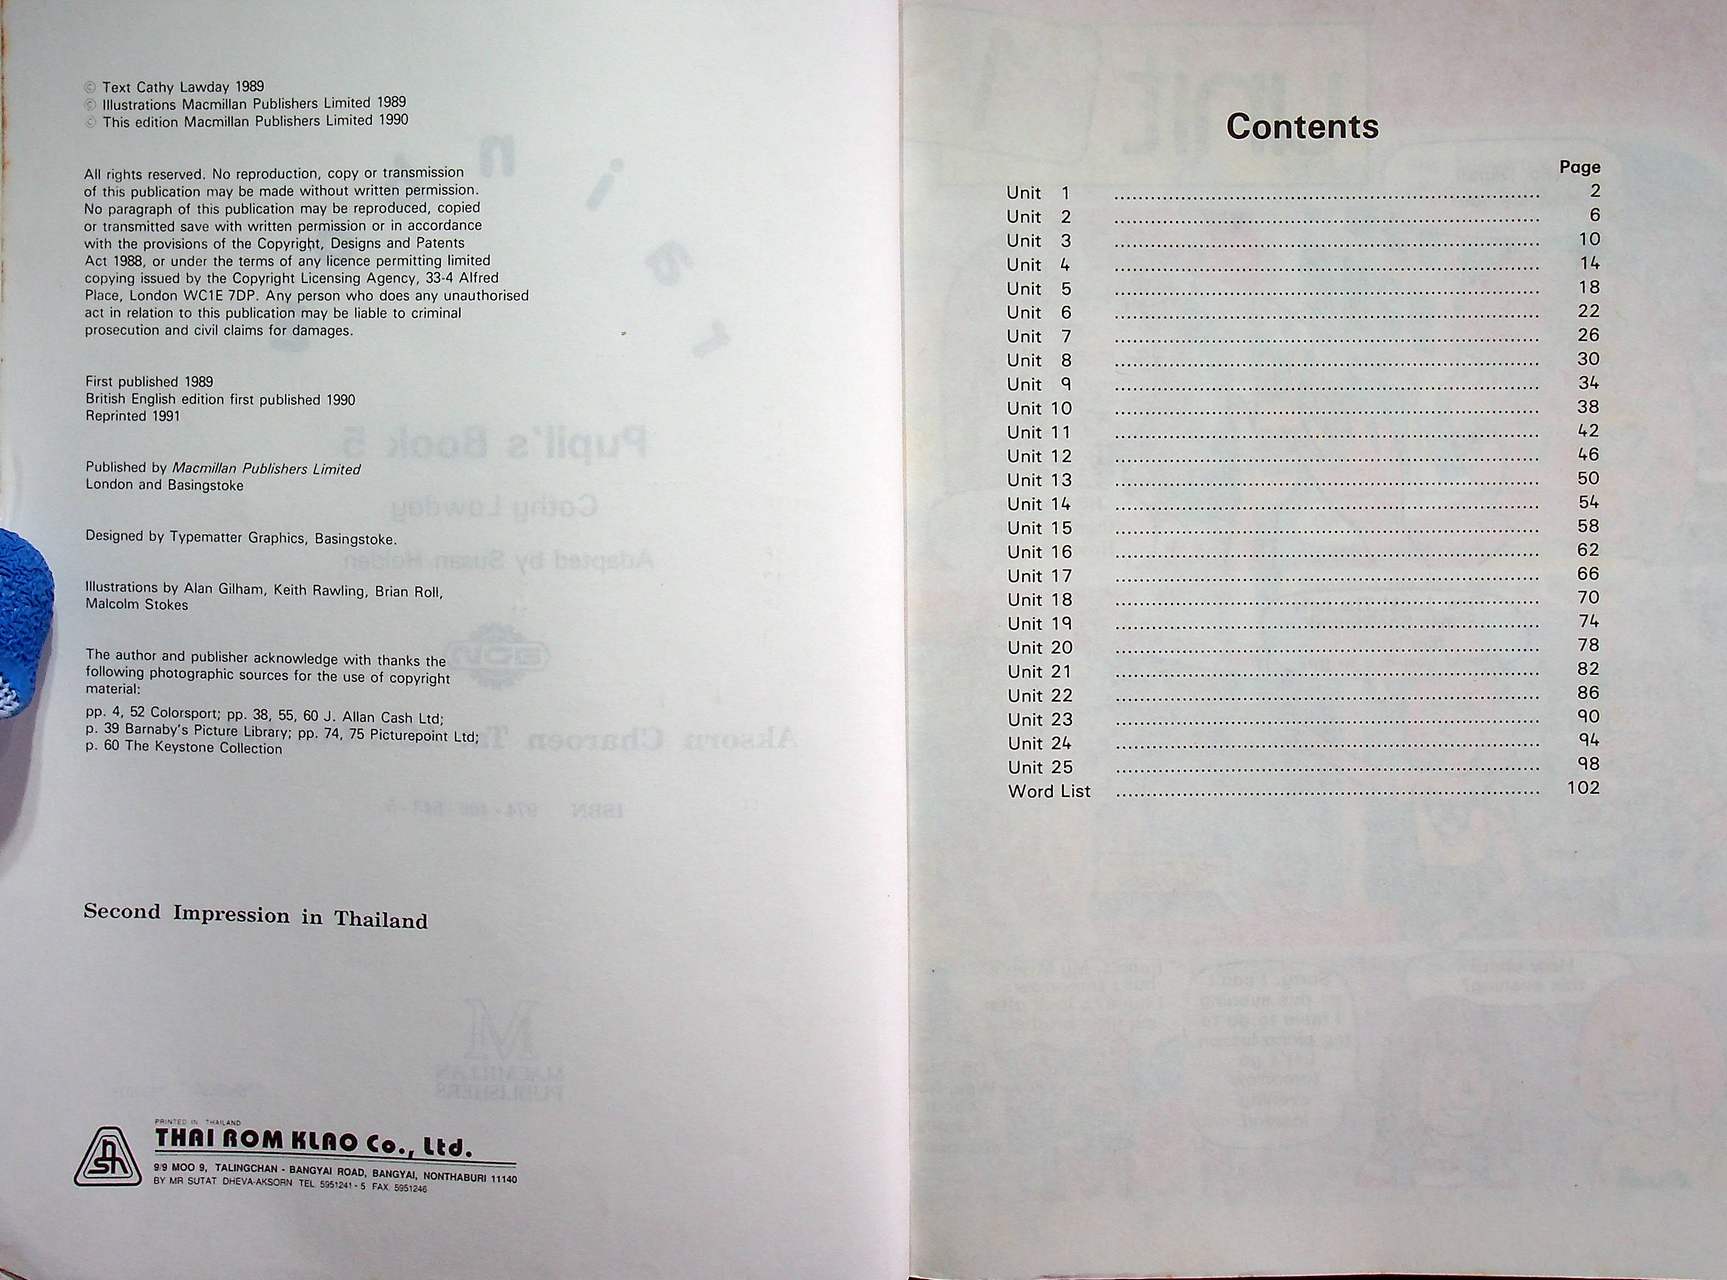 © Text Cathy Lawday 1989
© Illustrations Macmillan Publishers Limited 1989
© This edition Macmillan Publishers Limited 1990
All rights reserved. No reproduction, copy or transmission
of this publication may be made without written permission.
No paragraph of this publication may be reproduced, copied
or transmitted save with written permission or in accordance
with the provisions of the Copyright, Designs and Patents
Act 1988, or under the terms of any licence permitting limited
copying issued by the Copyright Licensing Agency, 33-4 Alfred
Place, London WC1E 7DP. Any person who does any unauthorised
act in relation to this publication may be liable to criminal
prosecution and civil claims for damages.
First published 1989
British English edition first published 1990
Reprinted 1991
Published by Macmillan Publishers Limited
London and Basingstoke
Designed by Typematter Graphics, Basingstoke.
Illustrations by Alan Gilham, Keith Rawling, Brian Roll,
Malcolm Stokes
The author and publisher acknowledge with thanks the
following photographic sources for the use of copyright
material:
pp. 4, 52 Colorsport; pp. 38, 55, 60 J. Allan Cash Ltd;
p. 39 Barnaby's Picture Library; pp. 74, 75 Picturepoint Ltd;
p. 60 The Keystone Collection
Second Impression in Thailand
PRINTED IN THAILAND
THAI ROM KLAO Co., Ltd.
9/9 MOO 9, TALINGCHAN - BANGYAI ROAD, BANGYAI, NONTHABURI 11140
BY MR SUTAT DHEVA-AKSORN TEL 5951241-5 FAX 5951246
Contents
Page
Unit 1 ........ 2
Unit 2 ........ 6
Unit 3 ........ 10
Unit 4 ........ 14
Unit 5 ........ 18
Unit 6 ........ 22
Unit 7 ........ 26
Unit 8 ........ 30
Unit 9 ........ 34
Unit 10 ........ 38
Unit 11 ........ 42
Unit 12 ........ 46
Unit 13 ........ 50
Unit 14 ........ 54
Unit 15 ........ 58
Unit 16 ........ 62
Unit 17 ........ 66
Unit 18 ........ 70
Unit 19 ........ 74
Unit 20 ........ 78
Unit 21 ........ 82
Unit 22 ........ 86
Unit 23 ........ 90
Unit 24 ........ 94
Unit 25 ........ 98
Word List ........ 102